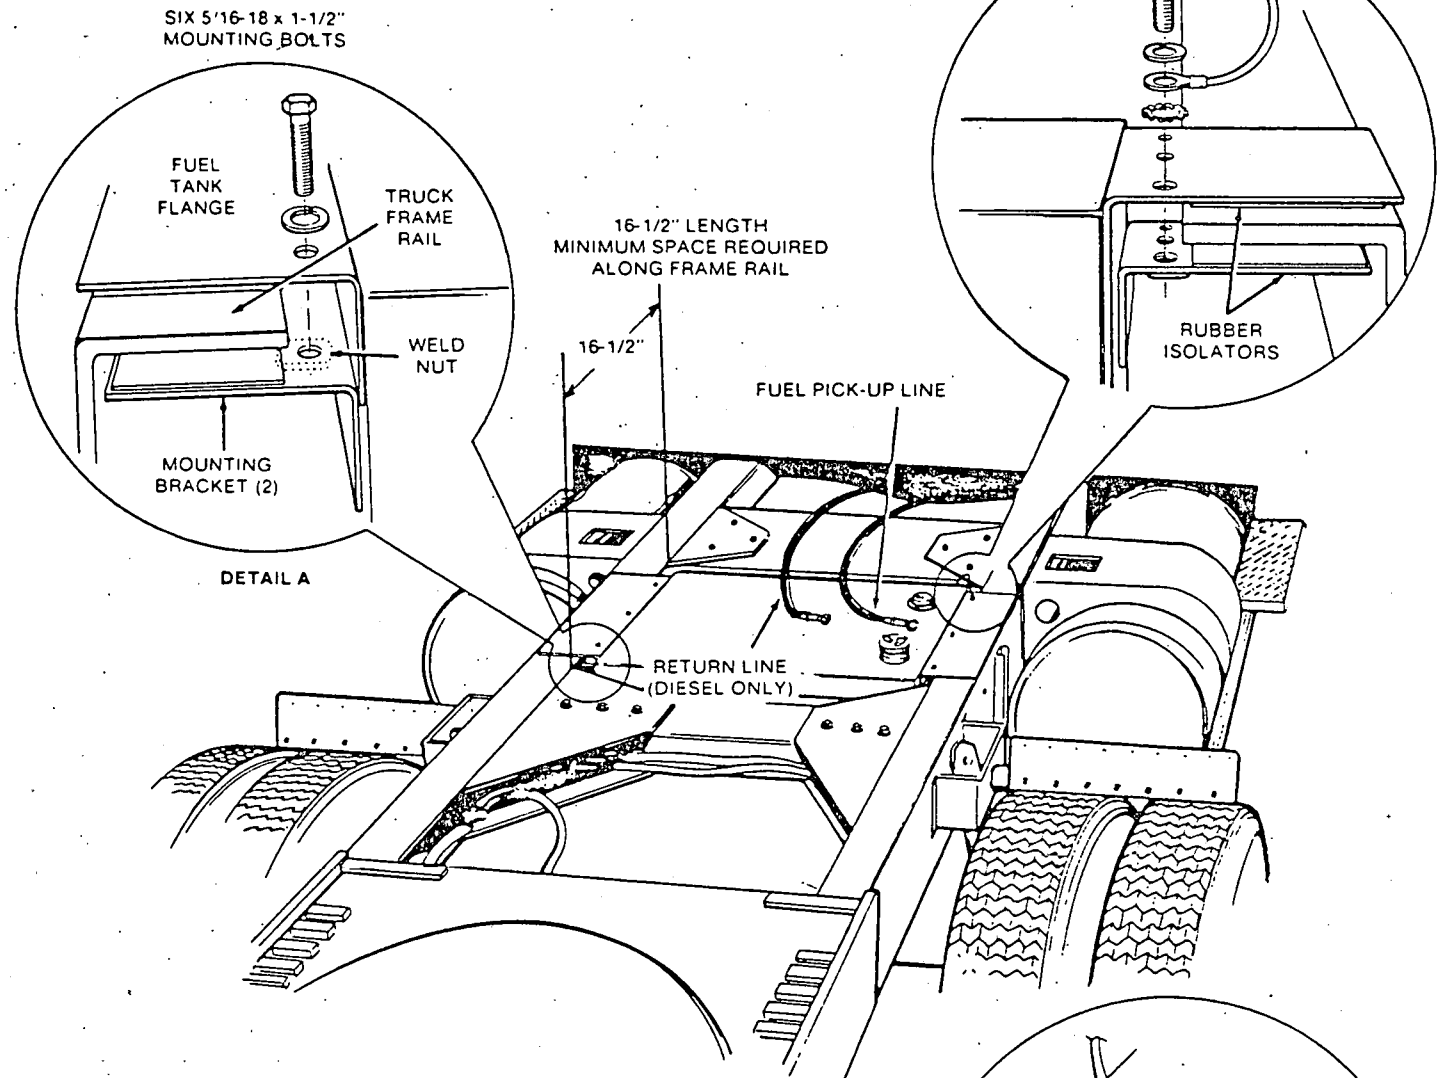 SIX 5'16-18 x 1-1/2"
MOUNTING BOLTS
FUEL
TANK
FLANGE
TRUCK
FRAME
RAIL
WELD
NUT
MOUNTING
BRACKET (2)
DETAIL A
16-1/2" LENGTH
MINIMUM SPACE REQUIRED
ALONG FRAME RAIL
16-1/2"
FUEL PICK-UP LINE
RUBBER
ISOLATORS
RETURN LINE
(DIESEL ONLY)